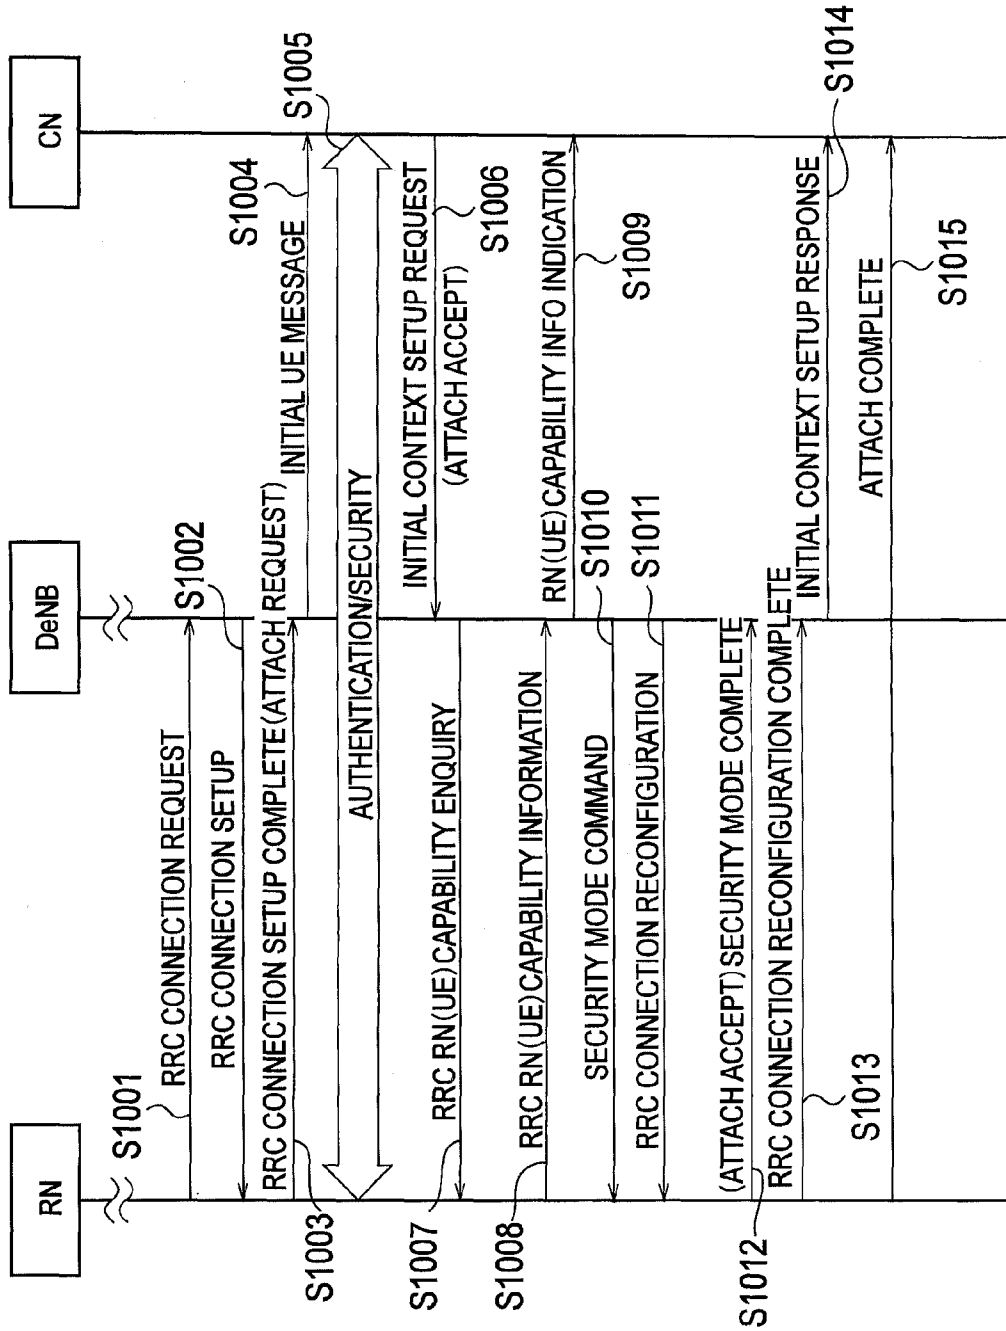 RN
DeNB
CN
S1001
RRC CONNECTION REQUEST
S1002
RRC CONNECTION SETUP
S1003
RRC CONNECTION SETUP COMPLETE(ATTACH REQUEST)
INITIAL UE MESSAGE
S1004
S1005
AUTHENTICATION/SECURITY
INITIAL CONTEXT SETUP REQUEST
(ATTACH ACCEPT)
S1006
RRC RN(UE)CAPABILITY ENQUIRY
S1007
RRC RN(UE)CAPABILITY INFORMATION
S1008
RN(UE)CAPABILITY INFO INDICATION
S1009
SECURITY MODE COMMAND
S1010
RRC CONNECTION RECONFIGURATION
S1011
(ATTACH ACCEPT)SECURITY MODE COMPLETE
S1012
RRC CONNECTION RECONFIGURATION COMPLETE
S1013
INITIAL CONTEXT SETUP RESPONSE
S1014
ATTACH COMPLETE
S1015